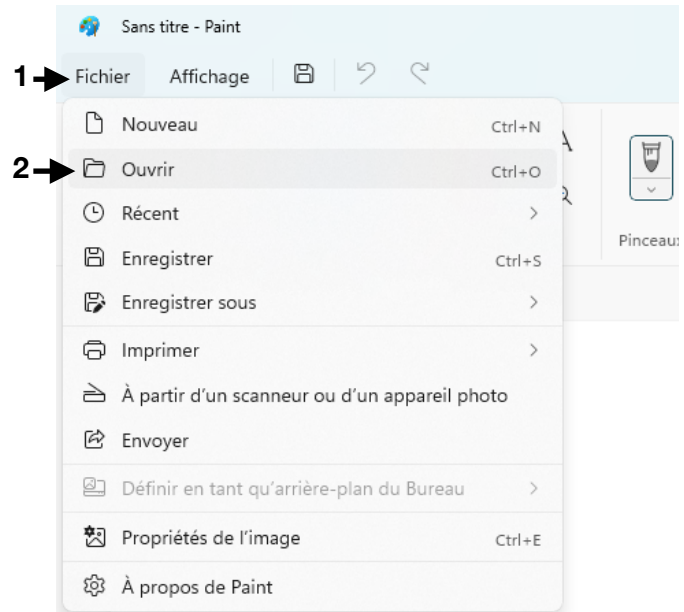 Sans titre - Paint
1 Fichier Affichage
Nouveau Ctrl+N
2 Ouvrir Ctrl+O
Récent
Enregistrer Ctrl+S
Pinceaux
Enregistrer sous
Imprimer
À partir d'un scanneur ou d'un appareil photo
Envoyer
Définir en tant qu'arrière-plan du Bureau
Propriétés de l'image Ctrl+E
À propos de Paint